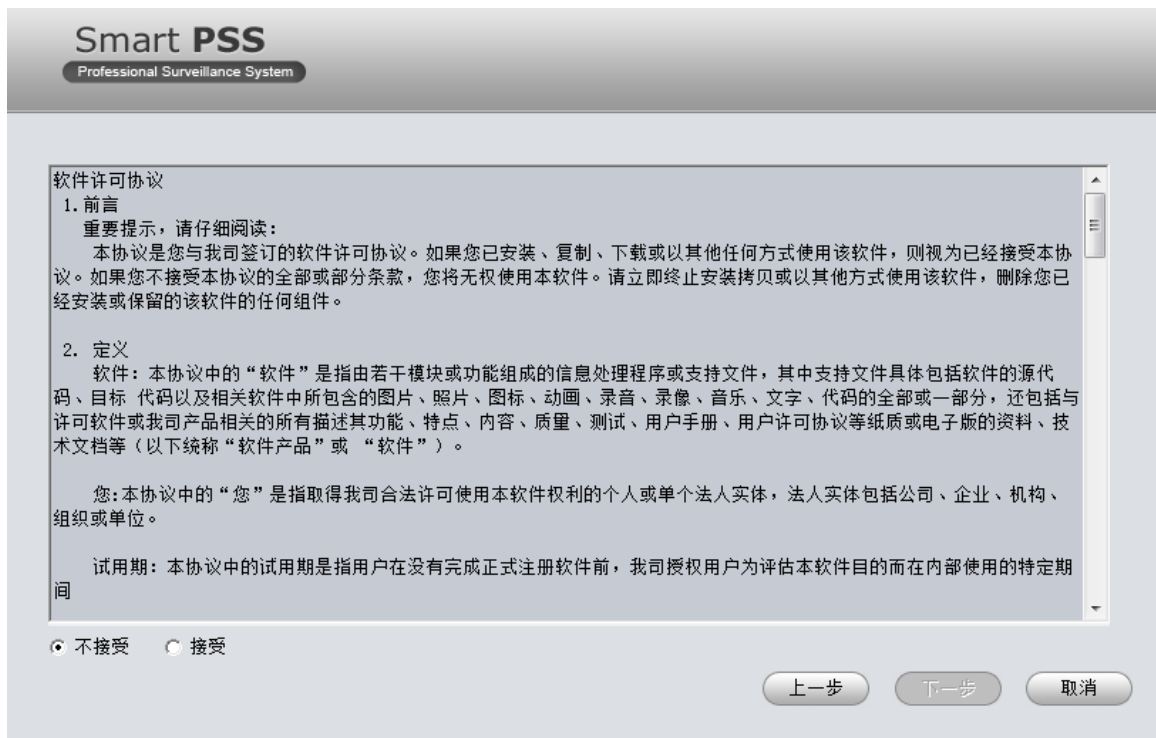 Smart PSS
Professional Surveillance System
软件许可协议
1.前言
重要提示，请仔细阅读：
本协议是您与我司签订的软件许可协议。如果您已安装、复制、下载或以其他任何方式使用该软件，则视为已经接受本协
议。如果您不接受本协议的全部或部分条款，您将无权使用本软件。请立即终止安装拷贝或以其他方式使用该软件，删除您已
经安装或保留的该软件的任何组件。
2. 定义
软件：本协议中的“软件”是指由若干模块或功能组成的信息处理程序或支持文件，其中支持文件具体包括软件的源代
码、目标 代码以及相关软件中所包含的图片、照片、图标、动画、录音、录像、音乐、文字、代码的全部或一部分，还包括与
许可软件或我司产品相关的所有描述其功能、特点、内容、质量、测试、用户手册、用户许可协议等纸质或电子版的资料、技
术文档等（以下统称“软件产品”或 “软件”）。
您:本协议中的“您”是指取得我司合法许可使用本软件权利的个人或单个法人实体，法人实体包括公司、企业、机构、
组织或单位。
试用期：本协议中的试用期是指用户在没有完成正式注册软件前，我司授权用户为评估本软件目的而在内部使用的特定期
间
不接受 接受
上一步 下一步 取消